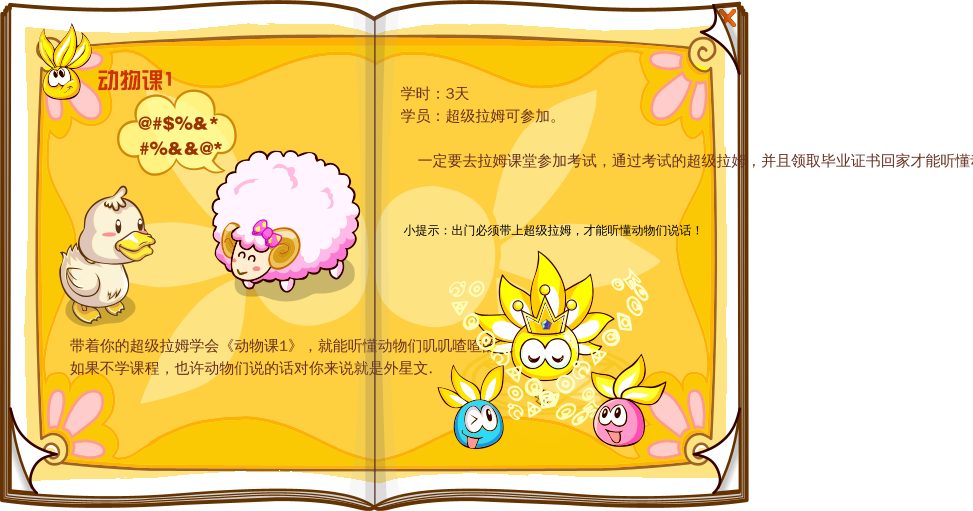 动物课1
@#$%&*
#%&&@*
带着你的超级拉姆学会《动物课1》，就能听懂动物们叽叽喳喳
如果不学课程，也许动物们说的话对你来说就是外星文.
学时：3天
学员：超级拉姆可参加。
一定要去拉姆课堂参加考试，通过考试的超级拉姆，并且领取毕业证书回家才能听懂
小提示：出门必须带上超级拉姆，才能听懂动物们说话！